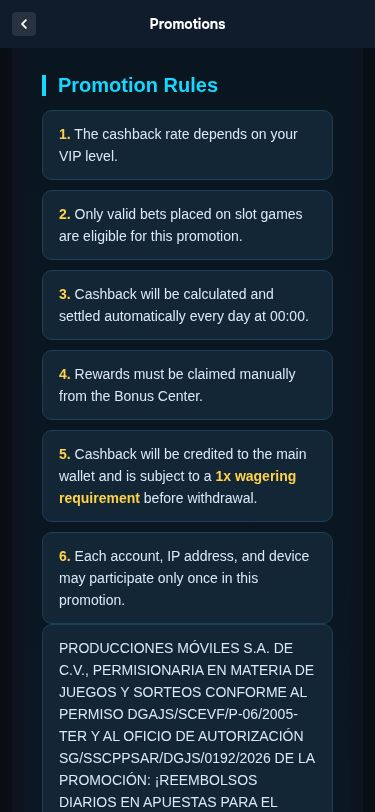 Promotions
Promotion Rules
1. The cashback rate depends on your
VIP level.
2. Only valid bets placed on slot games
are eligible for this promotion.
3. Cashback will be calculated and
settled automatically every day at 00:00.
4. Rewards must be claimed manually
from the Bonus Center.
5. Cashback will be credited to the main
wallet and is subject to a 1x wagering
requirement before withdrawal.
6. Each account, IP address, and device
may participate only once in this
promotion.
PRODUCCIONES MÓVILES S.A. DE
C.V., PERMISIONARIA EN MATERIA DE
JUEGOS Y SORTEOS CONFORME AL
PERMISO DGAJS/SCEVF/P-06/2005-
TER Y AL OFICIO DE AUTORIZACIÓN
SG/SSCPPSAR/DGJS/0192/2026 DE LA
PROMOCIÓN: ¡REEMBOLSOS
DIARIOS EN APUESTAS PARA EL